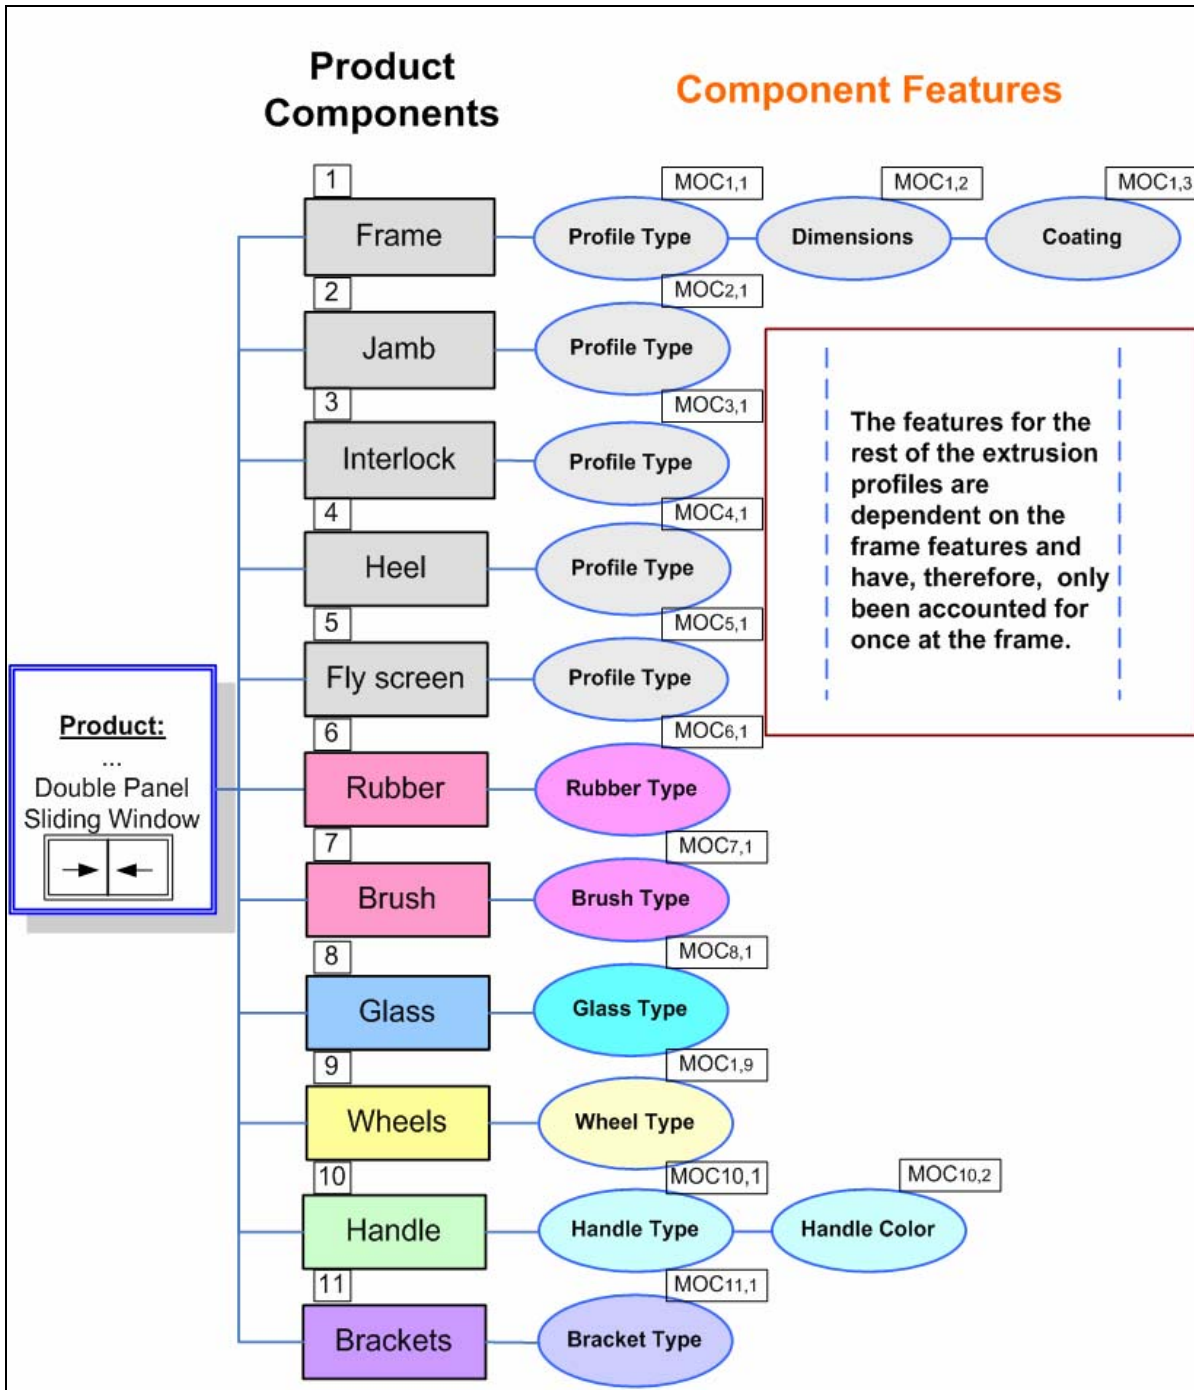 Product
Components
Component Features
1
MOC1,1
MOC1,2
MOC1,3
Frame
Profile Type
Dimensions
Coating
2
MOC2,1
Jamb
Profile Type
3
MOC3,1
Interlock
Profile Type
4
MOC4,1
Heel
Profile Type
5
MOC5,1
Fly screen
Profile Type
The features for the
rest of the extrusion
profiles are
dependent on the
frame features and
have, therefore, only
been accounted for
once at the frame.
Product:
...
Double Panel
Sliding Window
6
MOC6,1
Rubber
Rubber Type
7
MOC7,1
Brush
Brush Type
8
MOC8,1
Glass
Glass Type
9
MOC1,9
Wheels
Wheel Type
10
MOC10,1
MOC10,2
Handle
Handle Type
Handle Color
11
MOC11,1
Brackets
Bracket Type